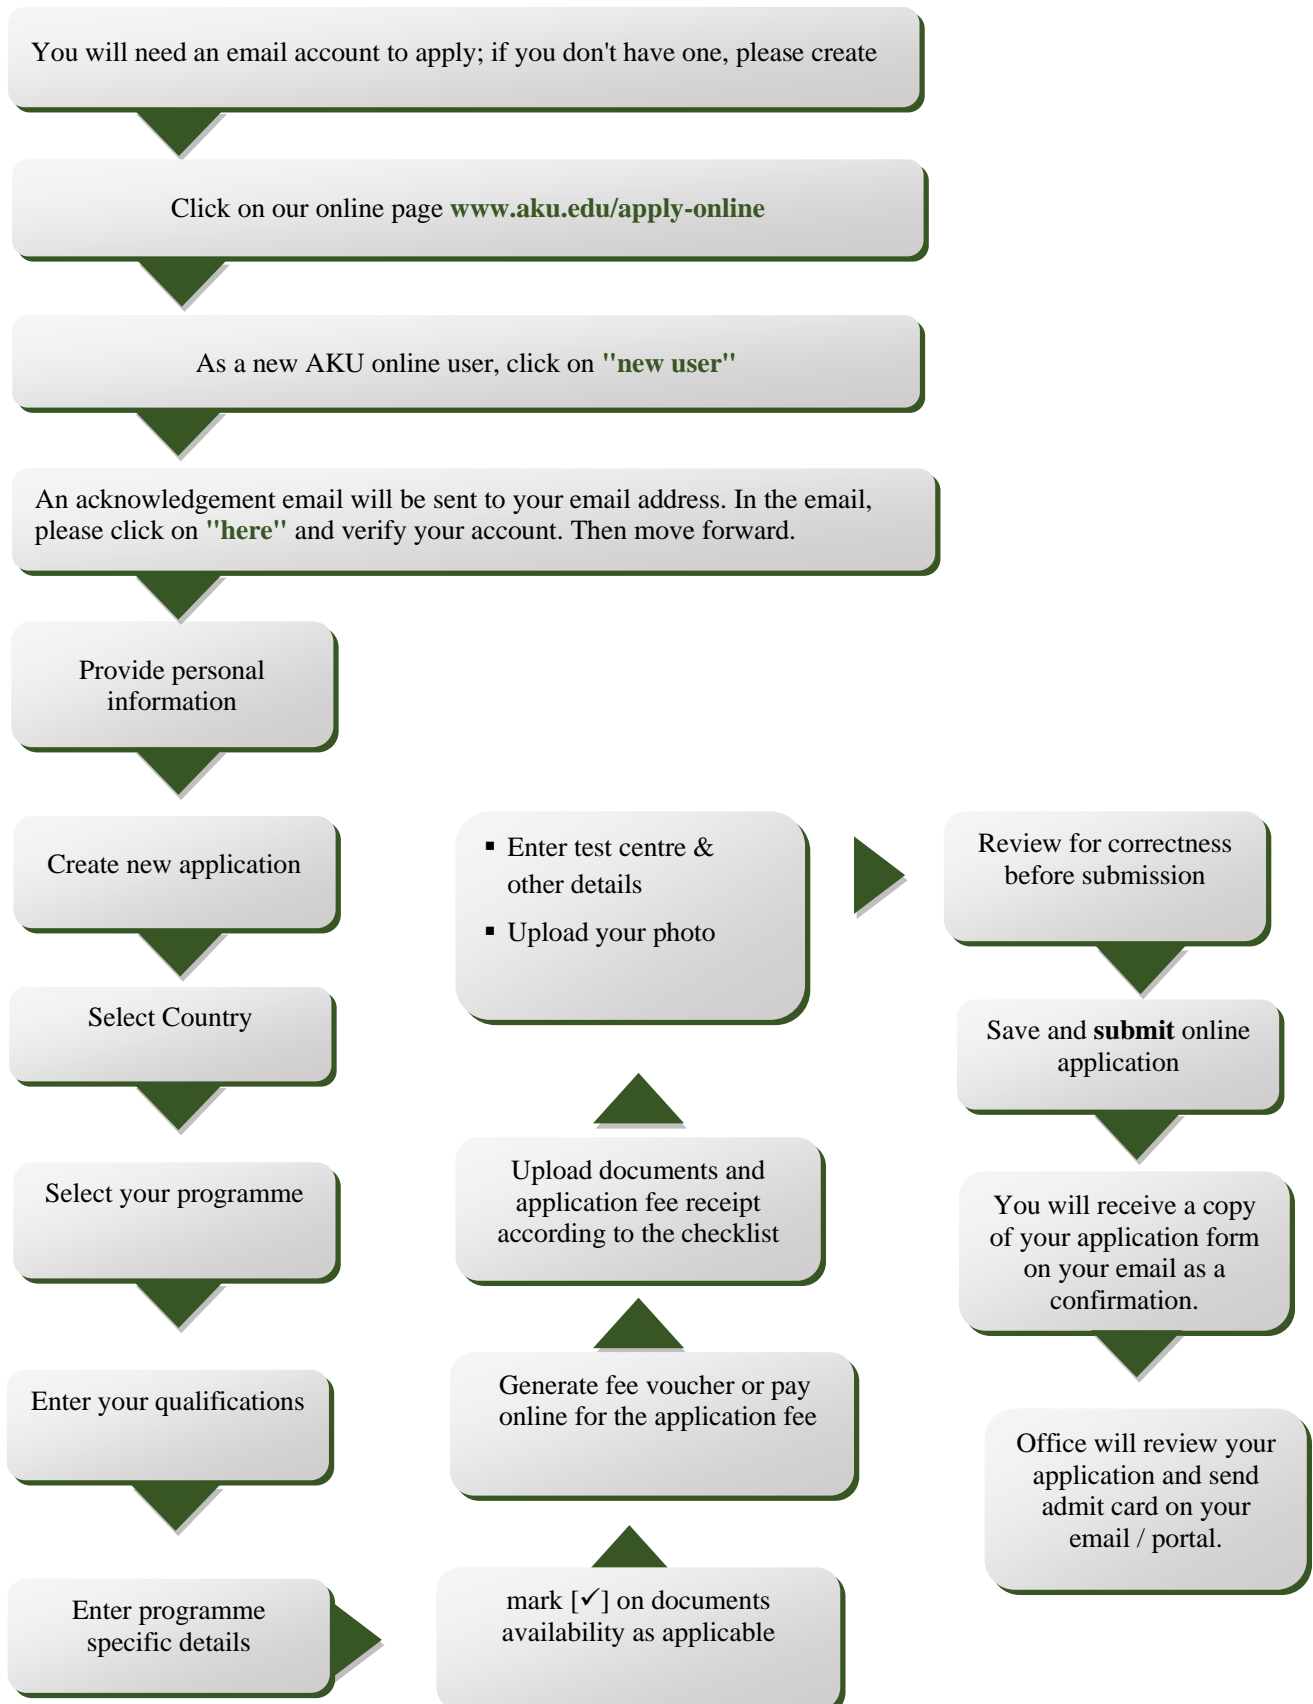 You will need an email account to apply; if you don't have one, please create
Click on our online page www.aku.edu/apply-online
As a new AKU online user, click on "new user"
An acknowledgement email will be sent to your email address. In the email,
please click on "here" and verify your account. Then move forward.
Provide personal
information
Create new application
Select Country
Select your programme
Enter your qualifications
Enter programme
specific details
mark [✓] on documents
availability as applicable
Generate fee voucher or pay
online for the application fee
Upload documents and
application fee receipt
according to the checklist
▪ Enter test centre &
other details
▪ Upload your photo
Review for correctness
before submission
Save and submit online
application
You will receive a copy
of your application form
on your email as a
confirmation.
Office will review your
application and send
admit card on your
email / portal.